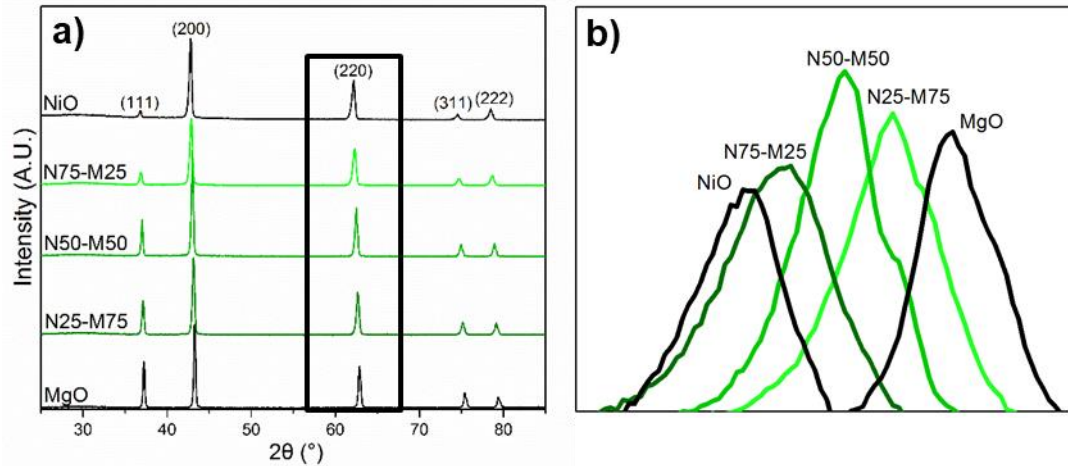 a)
(200)
(220)
(111)
(311)
(222)
NiO
N75-M25
N50-M50
N25-M75
MgO
Intensity (A.U.)
30 40 50 60 70 80
2θ (°)
b)
N50-M50
N25-M75
MgO
N75-M25
NiO